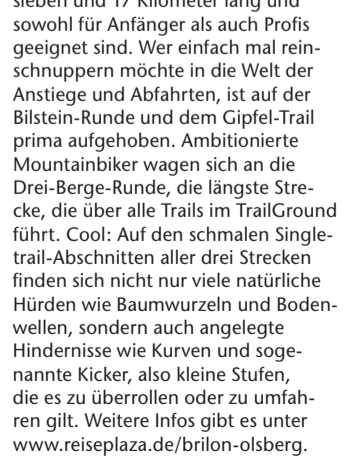 sieben und 17 Kilometer lang und
sowohl für Anfänger als auch Profis
geeignet sind. Wer einfach mal rein-
schnuppern möchte in die Welt der
Anstiege und Abfahrten, ist auf der
Bilstein-Runde und dem Gipfel-Trail
prima aufgehoben. Ambitionierte
Mountainbiker wagen sich an die
Drei-Berge-Runde, die längste Stre-
cke, die über alle Trails im TrailGround
führt. Cool: Auf den schmalen Single-
trail-Abschnitten aller drei Strecken
finden sich nicht nur viele natürliche
Hürden wie Baumwurzeln und Boden-
wellen, sondern auch angelegte
Hindernisse wie Kurven und soge-
nannte Kicker, also kleine Stufen,
die es zu überrollen oder zu umfah-
ren gilt. Weitere Infos gibt es unter
www.reiseplaza.de/brilon-olsberg.